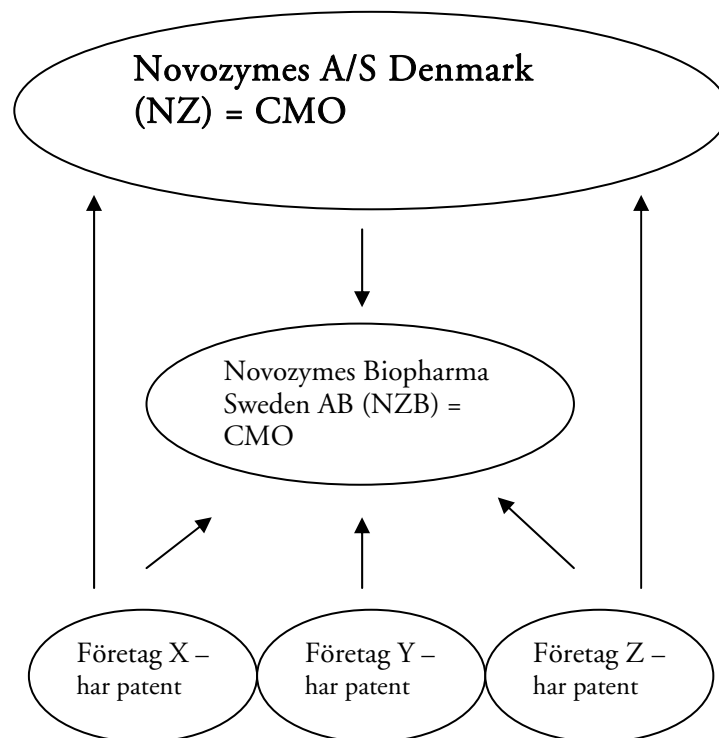 Novozymes A/S Denmark
(NZ) = CMO
Novozymes Biopharma
Sweden AB (NZB) =
CMO
Företag X –
har patent
Företag Y –
har patent
Företag Z –
har patent